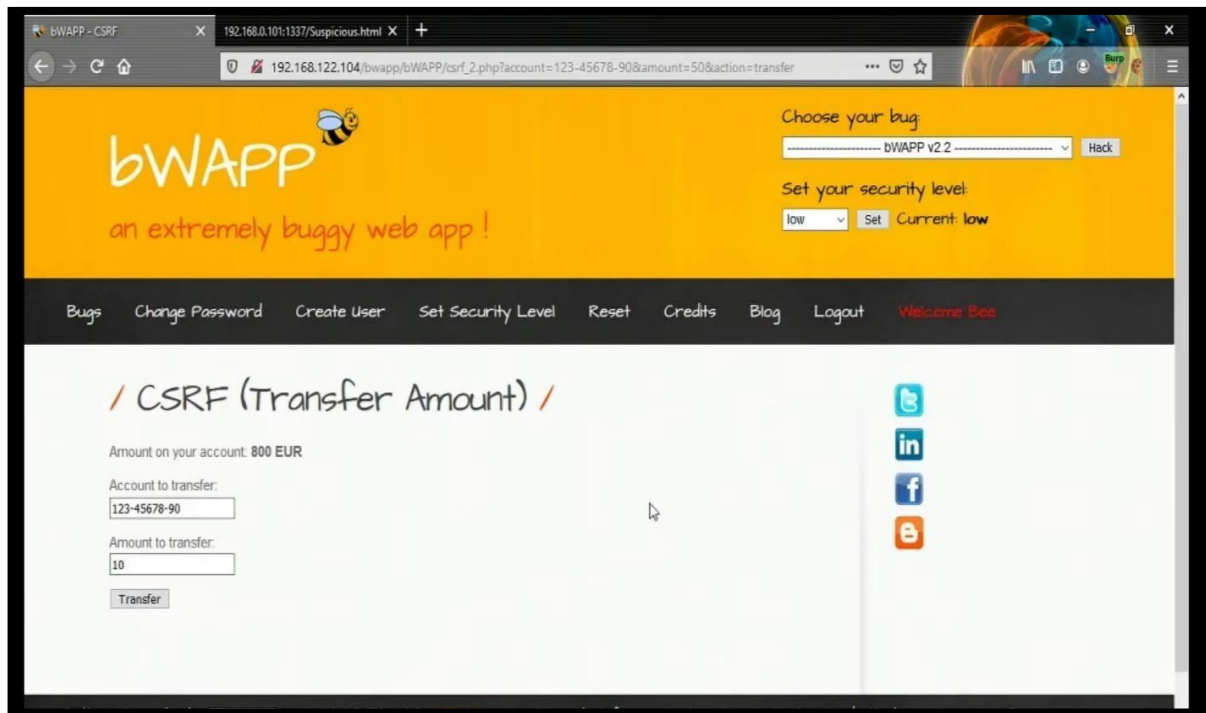 bWAPP - CSRF
192.168.0.101:1337/Suspicious.html
192.168.122.104/bwapp/bWAPP/csrf_2.php?account=123-45678-90&amount=50&action=transfer
Burp
Choose your bug:
---------------------- bWAPP v2.2 ----------------------
Hack
bWAPP
Set your security level:
low
Set
Current: low
an extremely buggy web app !
Bugs Change Password Create User Set Security Level Reset Credits Blog Logout Welcome Bee
/ CSRF (Transfer Amount) /
Amount on your account: 800 EUR
Account to transfer:
123-45678-90
Amount to transfer:
10
Transfer
in
f